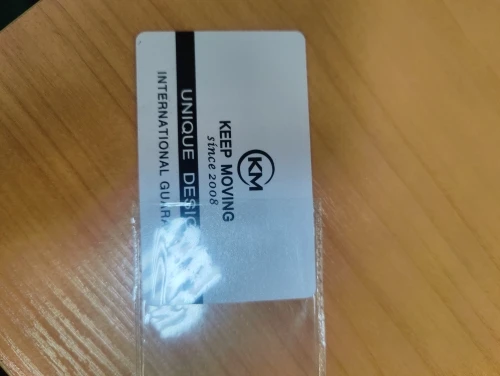 KM
KEEP MOVING
since 2008
UNIQUE DESIG
INTERNATIONAL GUARA